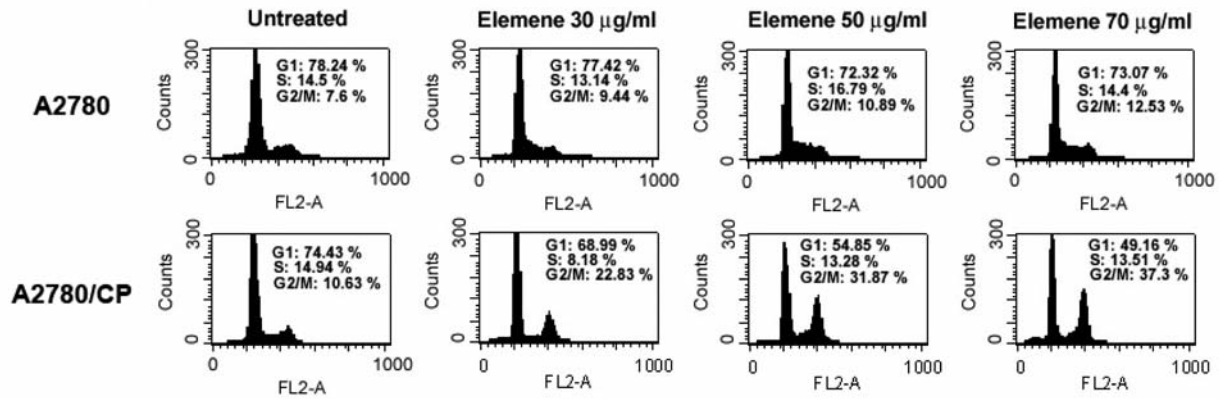 Untreated
Elemene 30 μg/ml
Elemene 50 μg/ml
Elemene 70 μg/ml
A2780
Counts
300
0
G1: 78.24 %
S: 14.5 %
G2/M: 7.6 %
0
1000
FL2-A
Counts
300
0
G1: 77.42 %
S: 13.14 %
G2/M: 9.44 %
0
1000
FL2-A
Counts
300
0
G1: 72.32 %
S: 16.79 %
G2/M: 10.89 %
0
1000
FL2-A
Counts
300
0
G1: 73.07 %
S: 14.4 %
G2/M: 12.53 %
0
1000
FL2-A
A2780/CP
Counts
300
0
G1: 74.43 %
S: 14.94 %
G2/M: 10.63 %
0
1000
FL2-A
Counts
300
0
G1: 68.99 %
S: 8.18 %
G2/M: 22.83 %
0
1000
FL2-A
Counts
300
0
G1: 54.85 %
S: 13.28 %
G2/M: 31.87 %
0
1000
FL2-A
Counts
300
0
G1: 49.16 %
S: 13.51 %
G2/M: 37.3 %
0
1000
FL2-A